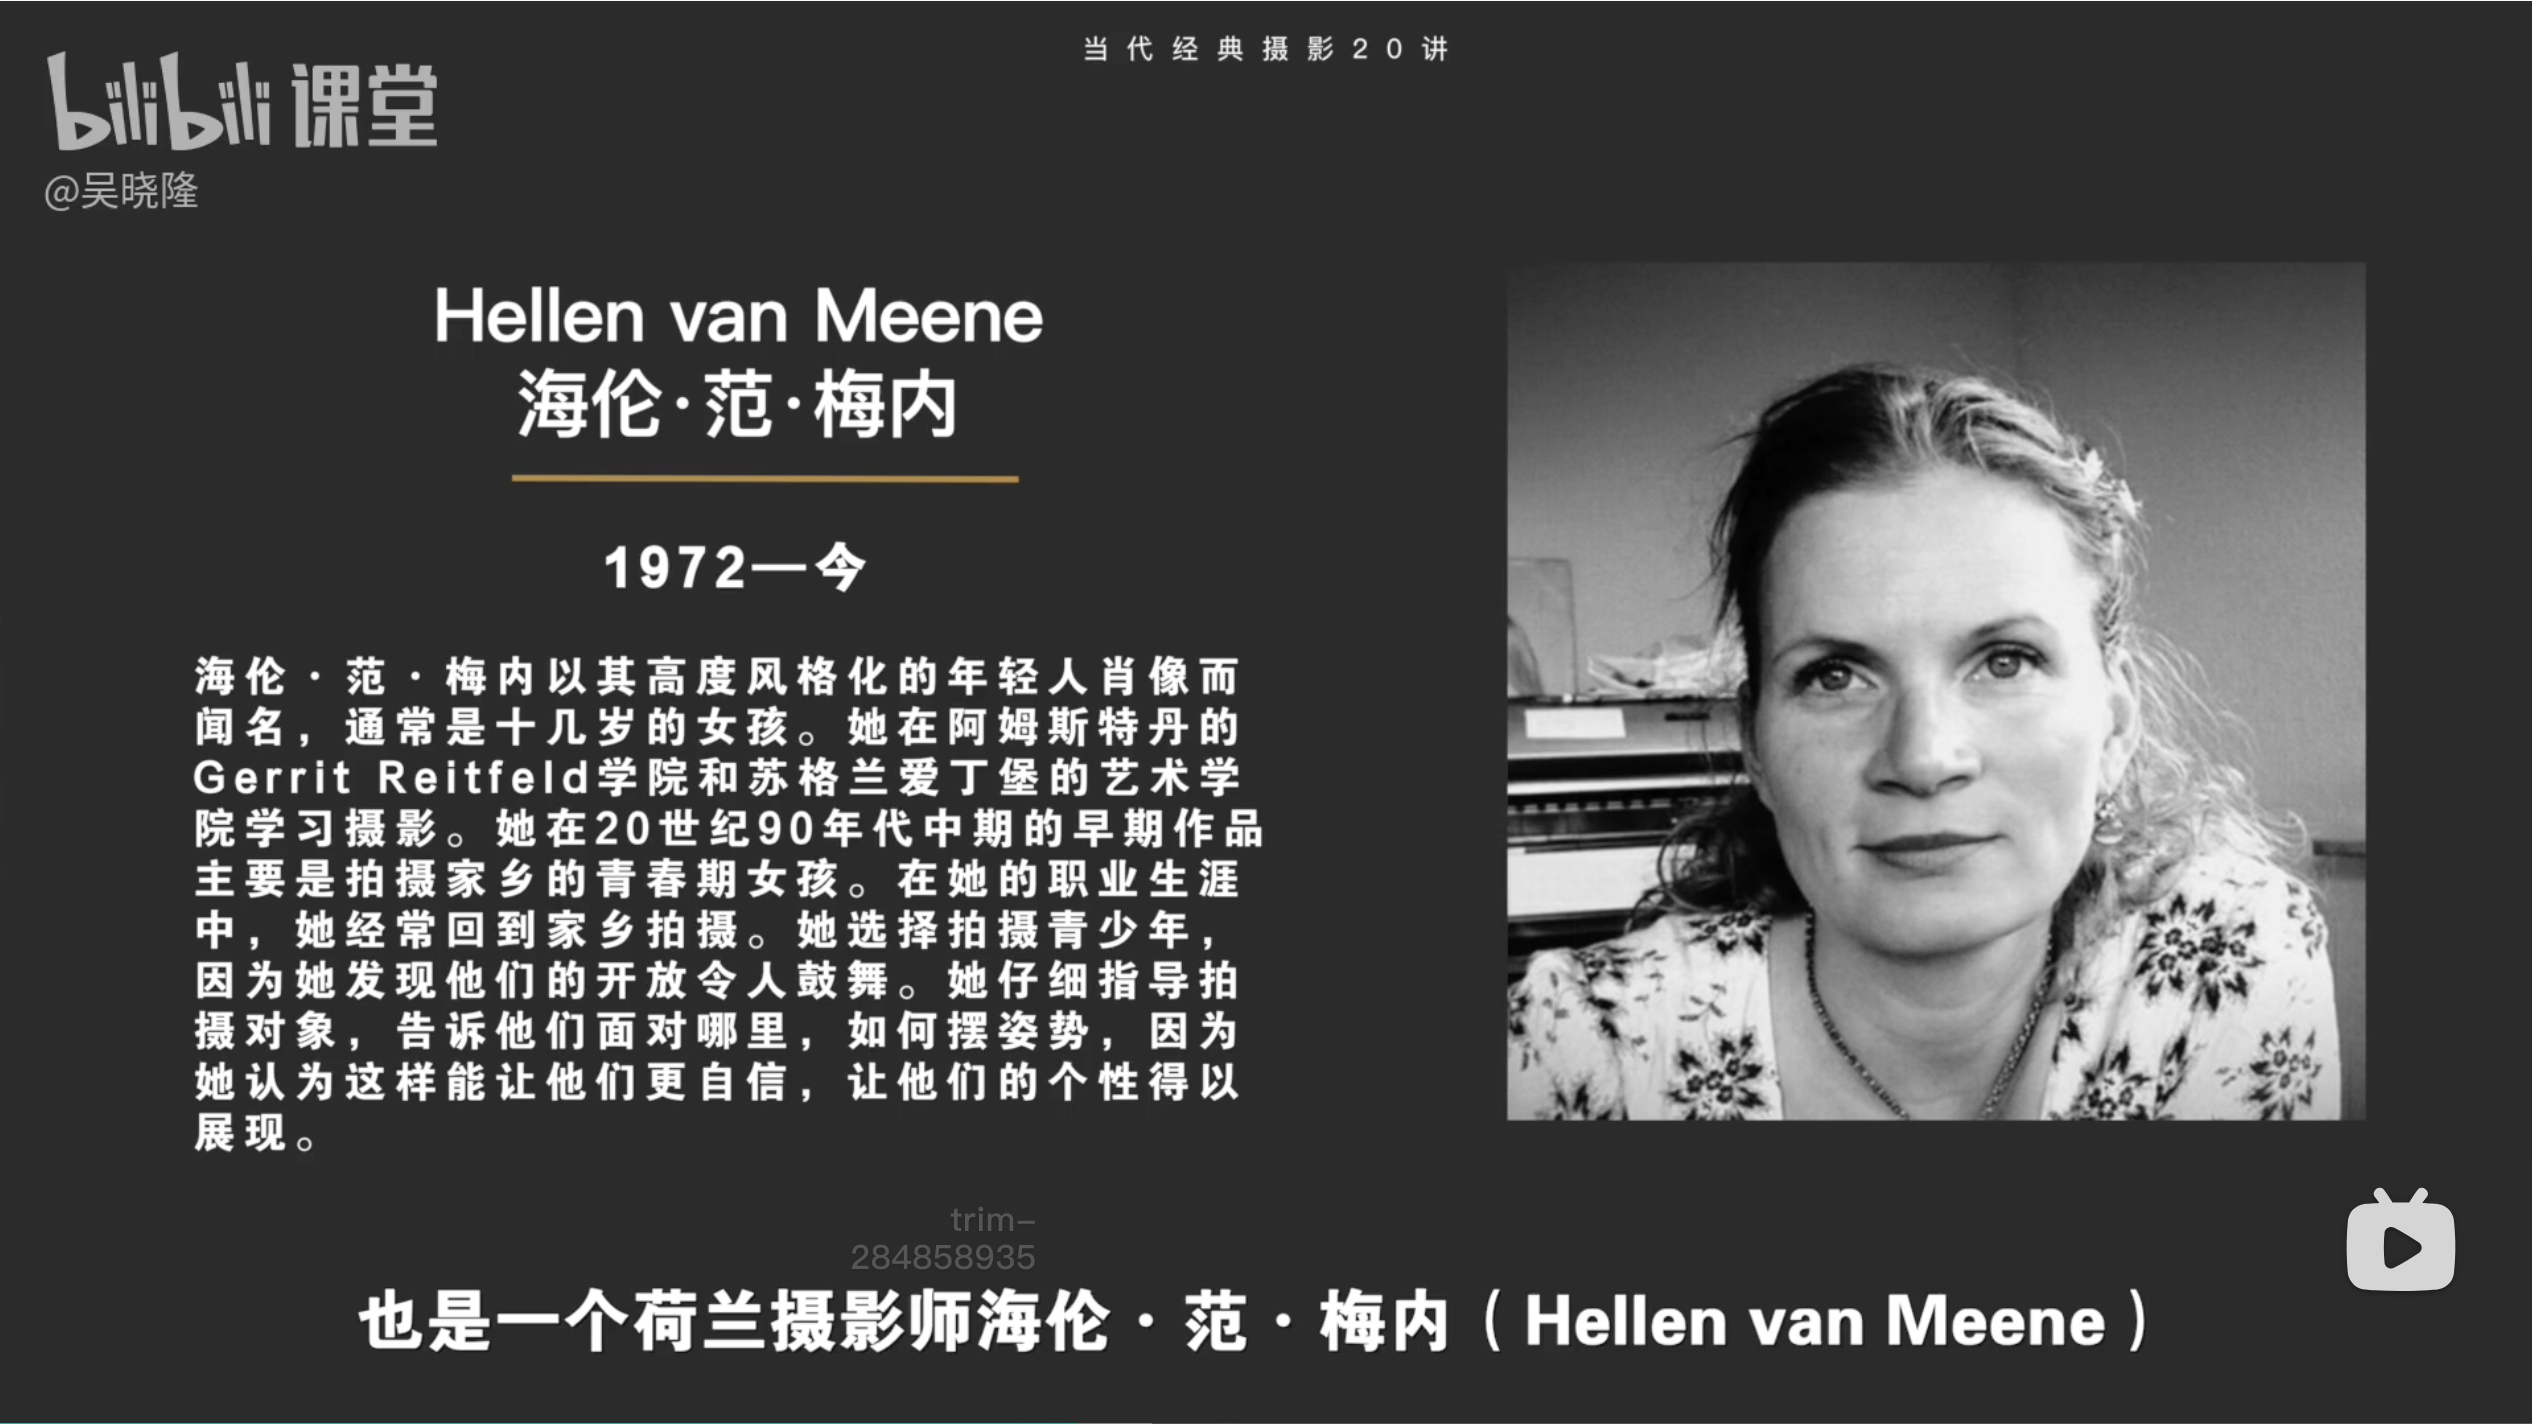 当代经典摄影20讲
bilibili 课堂
@吴晓隆
Hellen van Meene
海伦·范·梅内
1972—今
海伦·范·梅内以其高度风格化的年轻人肖像而
闻名，通常是十几岁的女孩。她在阿姆斯特丹的
Gerrit Reitfeld学院和苏格兰爱丁堡的艺术学
院学习摄影。她在20世纪90年代中期的早期作品
主要是拍摄家乡的青春期女孩。在她的职业生涯
中，她经常回到家乡拍摄。她选择拍摄青少年，
因为她发现他们的开放令人鼓舞。她仔细指导拍
摄对象，告诉他们面对哪里，如何摆姿势，因为
她认为这样能让他们更自信，让他们的个性得以
展现。
trim-
284858935
也是一个荷兰摄影师海伦·范·梅内（Hellen van Meene）